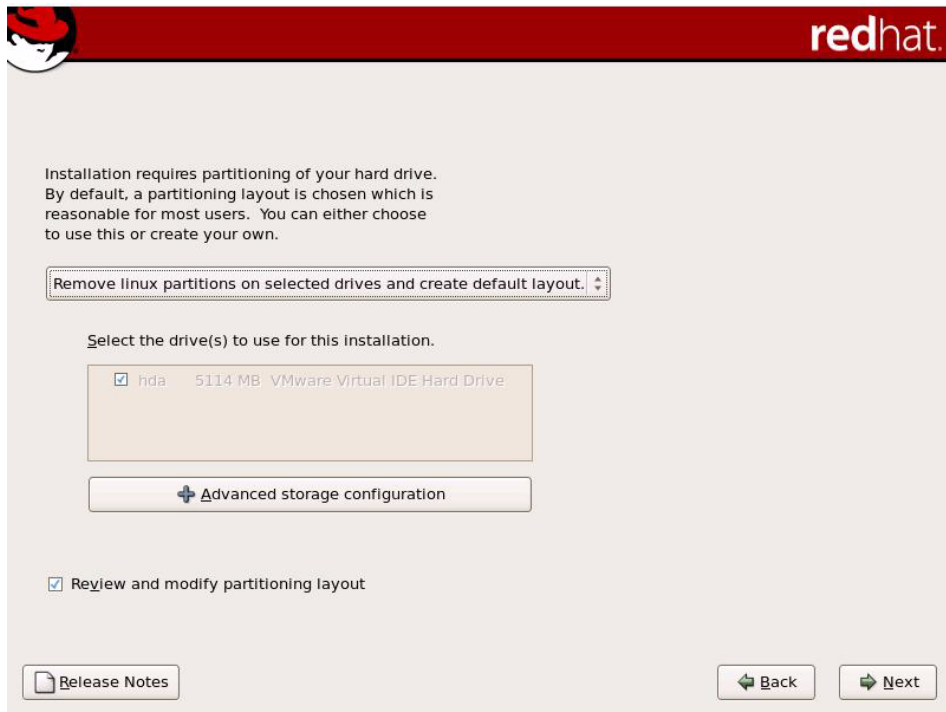 redhat.
Installation requires partitioning of your hard drive.
By default, a partitioning layout is chosen which is
reasonable for most users. You can either choose
to use this or create your own.
Remove linux partitions on selected drives and create default layout.
Select the drive(s) to use for this installation.
hda 5114 MB VMware Virtual IDE Hard Drive
Advanced storage configuration
Review and modify partitioning layout
Release Notes
Back
Next